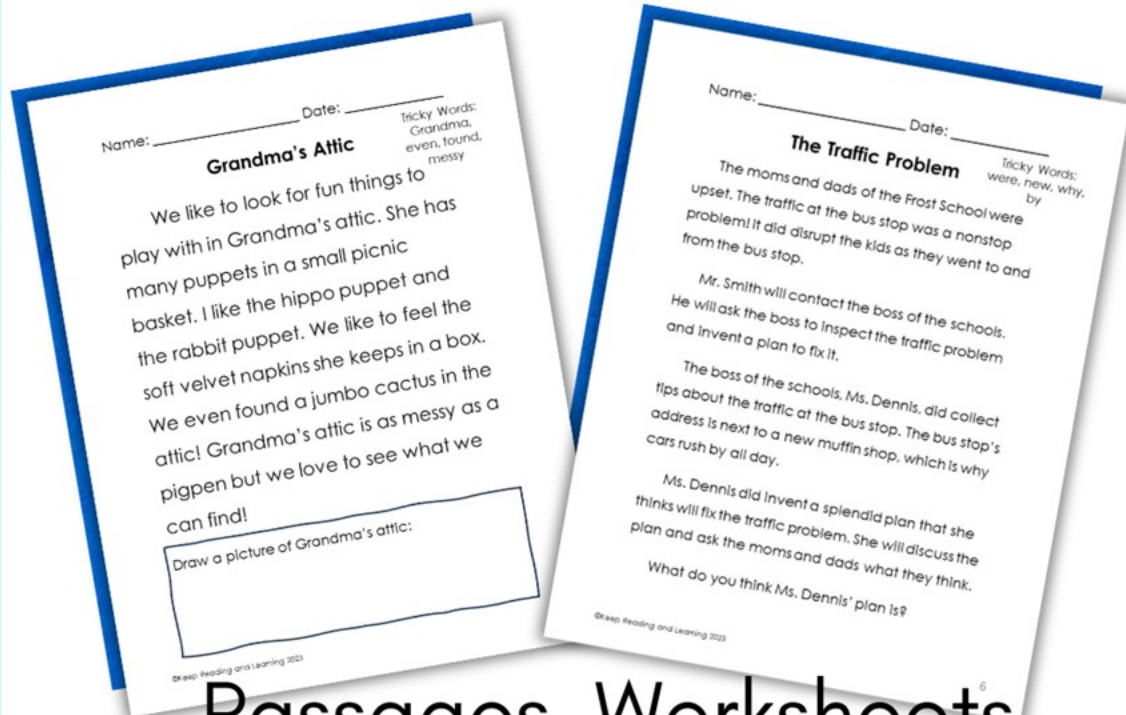 Name: ____________ Date: ________
Tricky Words:
Grandma,
even, found,
messy
Grandma's Attic
We like to look for fun things to
play with in Grandma's attic. She has
many puppets in a small picnic
basket. I like the hippo puppet and
the rabbit puppet. We like to feel the
soft velvet napkins she keeps in a box.
We even found a jumbo cactus in the
attic! Grandma's attic is as messy as a
pigpen but we love to see what we
can find!
Draw a picture of Grandma's attic:
©Keep Reading and Learning 2023
Name: ____________ Date: ________
Tricky Words:
were, new, why,
by
The Traffic Problem
The moms and dads of the Frost School were
upset. The traffic at the bus stop was a nonstop
problem! It did disrupt the kids as they went to and
from the bus stop.
Mr. Smith will contact the boss of the schools.
He will ask the boss to inspect the traffic problem
and invent a plan to fix it.
The boss of the schools, Ms. Dennis, did collect
tips about the traffic at the bus stop. The bus stop's
address is next to a new muffin shop, which is why
cars rush by all day.
Ms. Dennis did invent a splendid plan that she
thinks will fix the traffic problem. She will discuss the
plan and ask the moms and dads what they think.
What do you think Ms. Dennis' plan is?
©Keep Reading and Learning 2023
6
Passages Worksheets